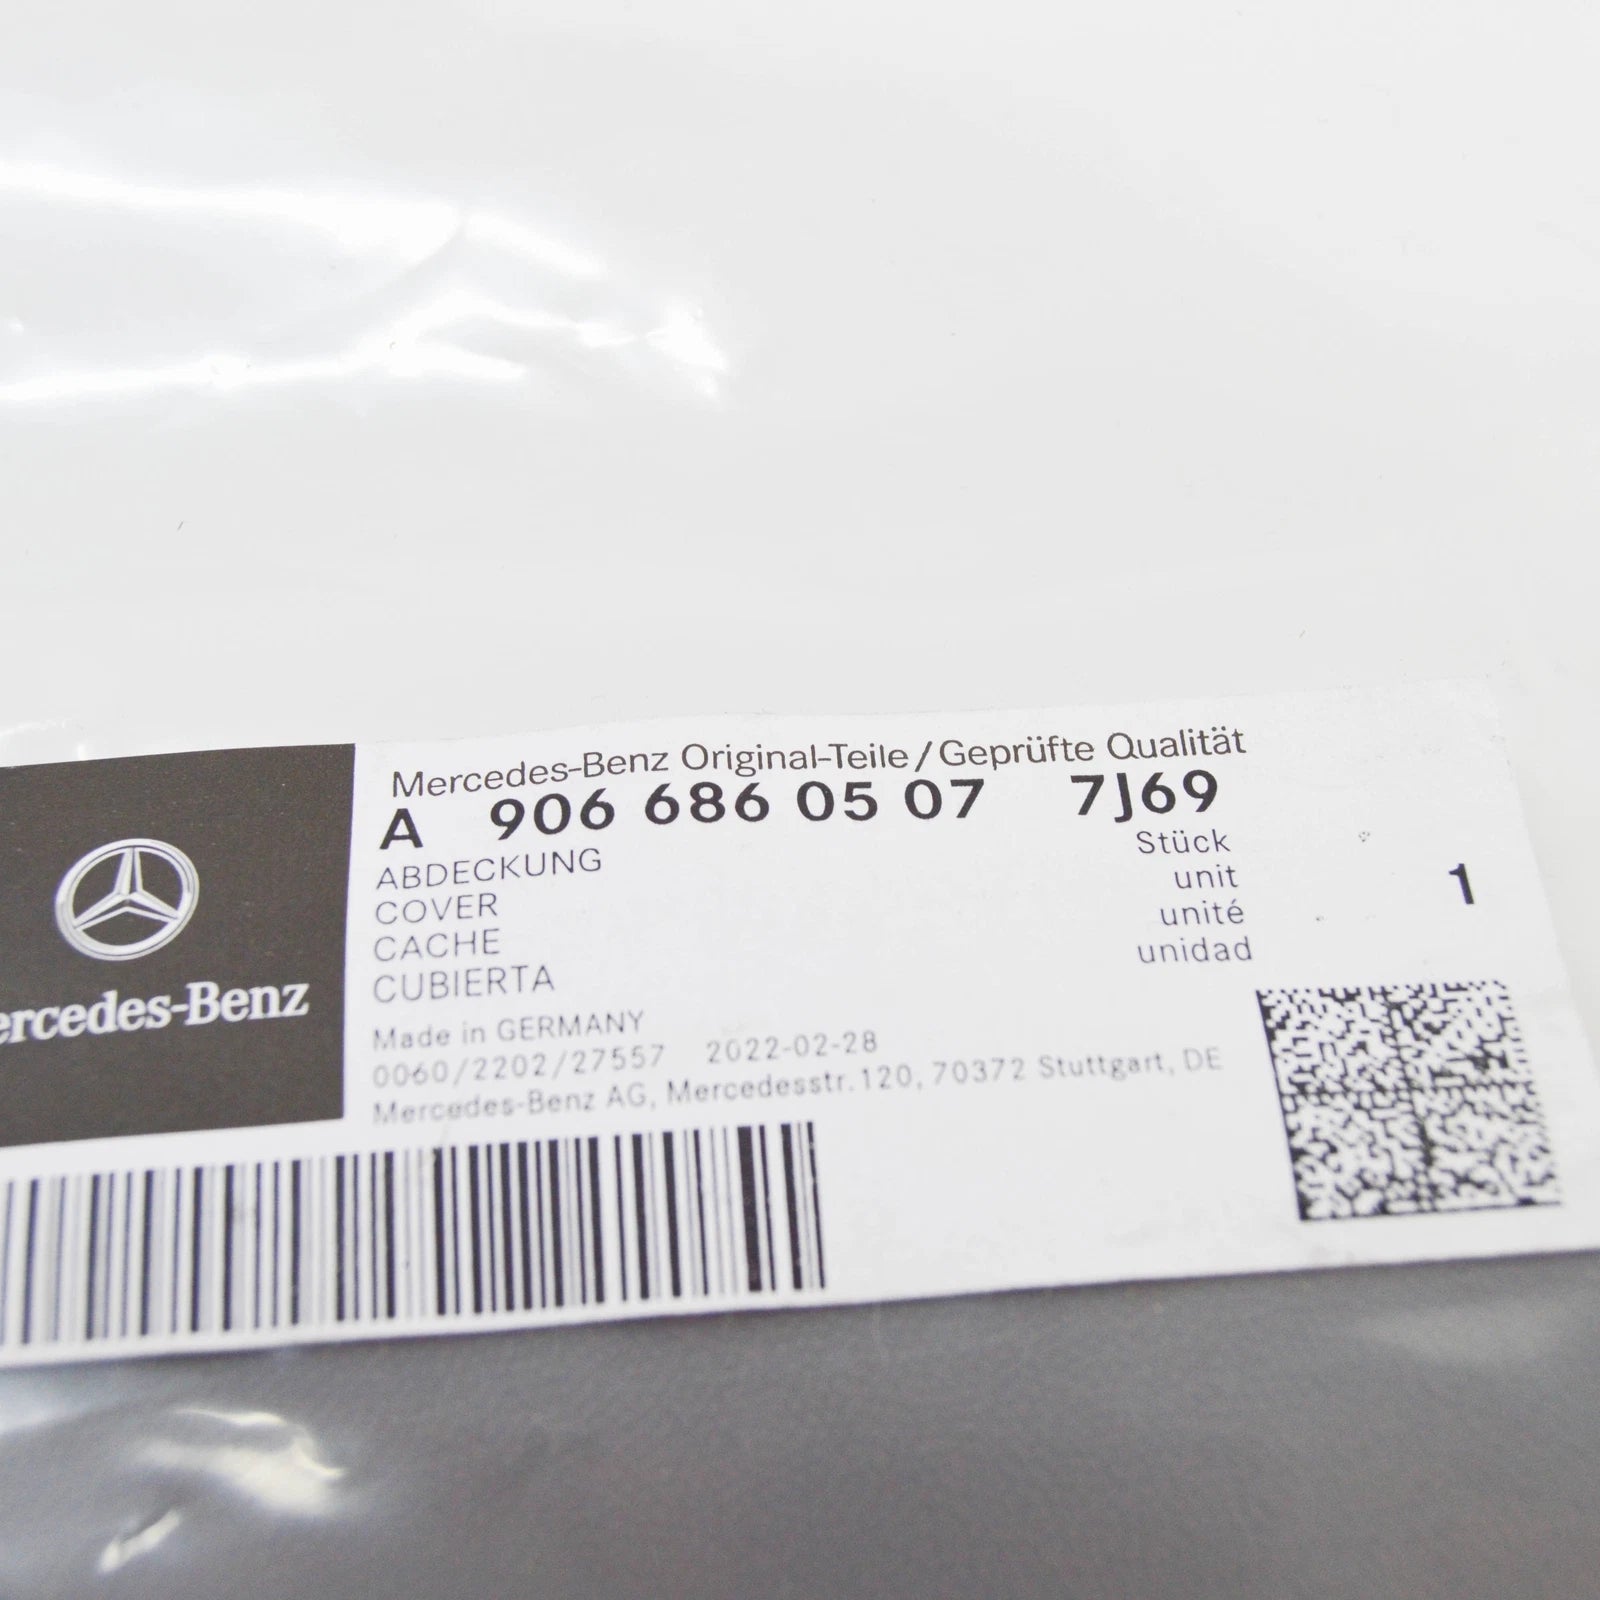 Mercedes-Benz Original-Teile/Geprüfte Qualität
A 906 686 05 07 7J69
ABDECKUNG
COVER
CACHE
CUBIERTA
Stück
unit
unité
unidad
1
Made in GERMANY
0060/2202/27557 2022-02-28
Mercedes-Benz AG, Mercedesstr. 120, 70372 Stuttgart, DE
ercedes-Benz